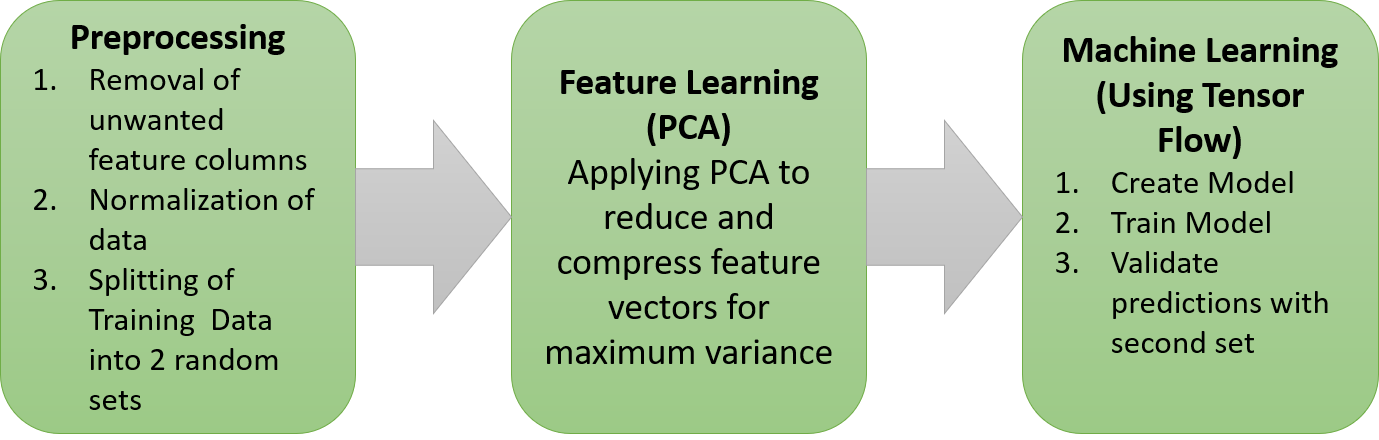 Preprocessing
1. Removal of
unwanted
feature columns
2. Normalization of
data
3. Splitting of
Training  Data
into 2 random
sets
Feature Learning
(PCA)
Applying PCA to
reduce and
compress feature
vectors for
maximum variance
Machine Learning
(Using Tensor
Flow)
1. Create Model
2. Train Model
3. Validate
predictions with
second set